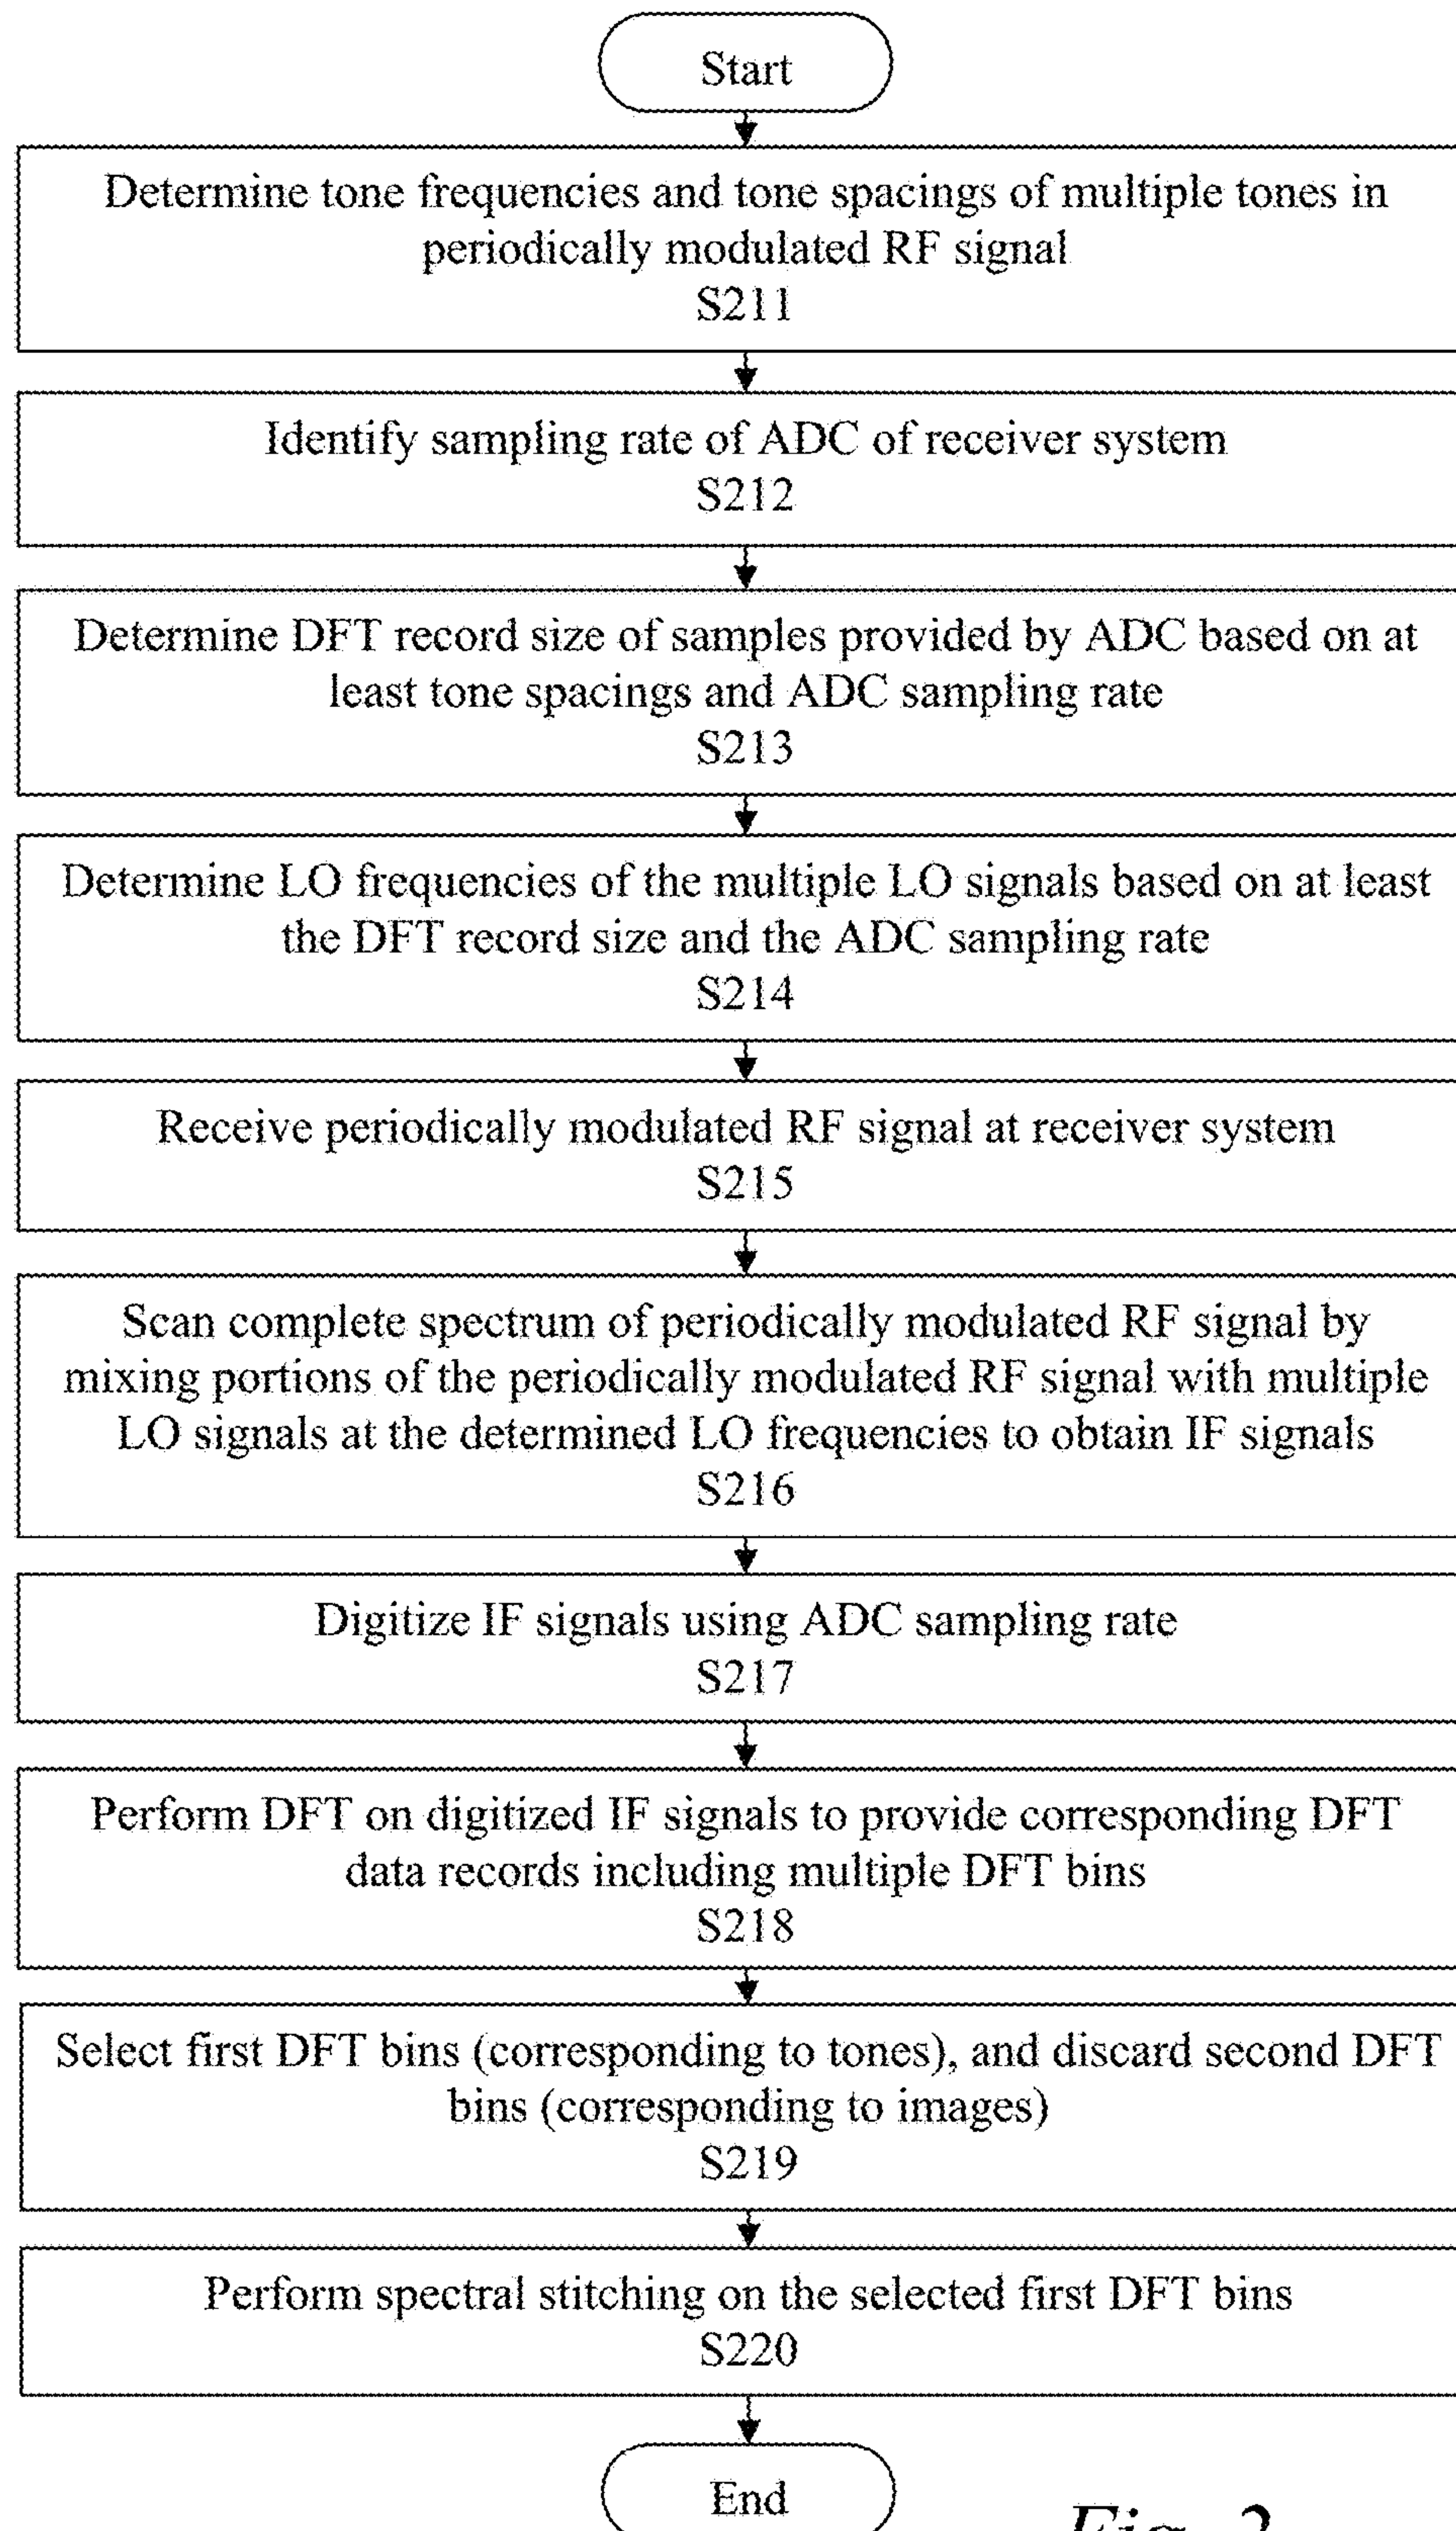 Start
Determine tone frequencies and tone spacings of multiple tones in
periodically modulated RF signal
S211
Identify sampling rate of ADC of receiver system
S212
Determine DFT record size of samples provided by ADC based on at
least tone spacings and ADC sampling rate
S213
Determine LO frequencies of the multiple LO signals based on at least
the DFT record size and the ADC sampling rate
S214
Receive periodically modulated RF signal at receiver system
S215
Scan complete spectrum of periodically modulated RF signal by
mixing portions of the periodically modulated RF signal with multiple
LO signals at the determined LO frequencies to obtain IF signals
S216
Digitize IF signals using ADC sampling rate
S217
Perform DFT on digitized IF signals to provide corresponding DFT
data records including multiple DFT bins
S218
Select first DFT bins (corresponding to tones), and discard second DFT
bins (corresponding to images)
S219
Perform spectral stitching on the selected first DFT bins
S220
End
Fig. 2